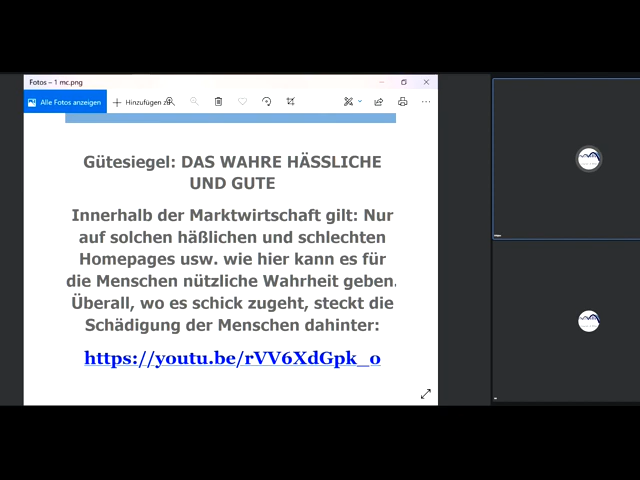 Fotos – 1 mc.png
Alle Fotos anzeigen
Hinzufügen zu
Gütesiegel: DAS WAHRE HÄSSLICHE
UND GUTE
Innerhalb der Marktwirtschaft gilt: Nur
auf solchen häßlichen und schlechten
Homepages usw. wie hier kann es für
die Menschen nützliche Wahrheit geben.
Überall, wo es schick zugeht, steckt die
Schädigung der Menschen dahinter:
https://youtu.be/rVV6XdGpk_o